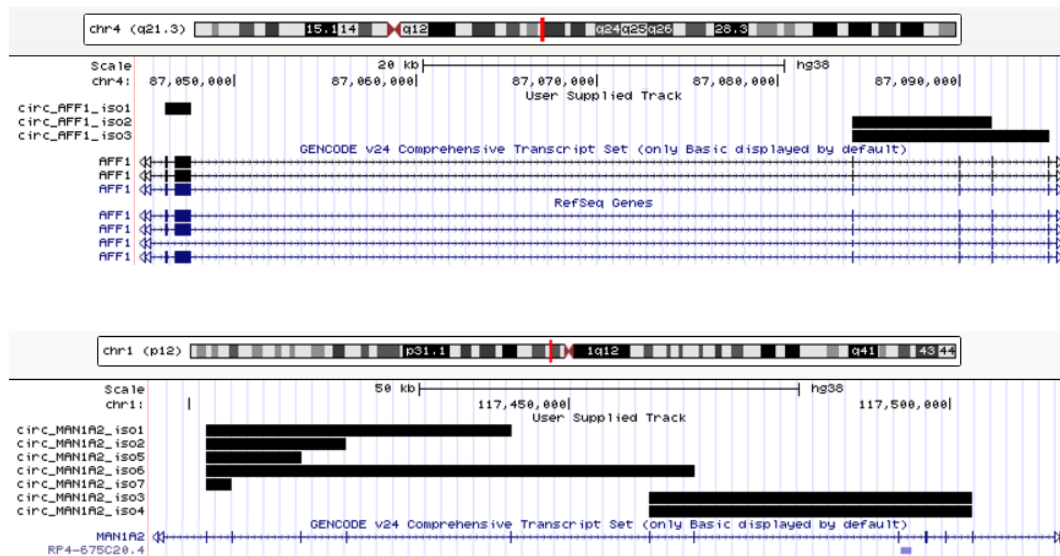 chr4 (q21.3) 15.1 14 q12 q24 q25 q26 28.3
Scale 20 kb hg38
chr4: 87,050,000 87,060,000 87,070,000 87,080,000 87,090,000
User Supplied Track
circ_AFF1_iso1
circ_AFF1_iso2
circ_AFF1_iso3
GENCODE v24 Comprehensive Transcript Set (only Basic displayed by default)
AFF1
AFF1
AFF1
RefSeq Genes
AFF1
AFF1
AFF1
AFF1
chr1 (p12) p31.1 1q12 q41 43 44
Scale 50 kb hg38
chr1: 117,450,000 117,500,000
User Supplied Track
circ_MAN1A2_iso1
circ_MAN1A2_iso2
circ_MAN1A2_iso5
circ_MAN1A2_iso6
circ_MAN1A2_iso7
circ_MAN1A2_iso3
circ_MAN1A2_iso4
GENCODE v24 Comprehensive Transcript Set (only Basic displayed by default)
MAN1A2
RP4-675C20.4